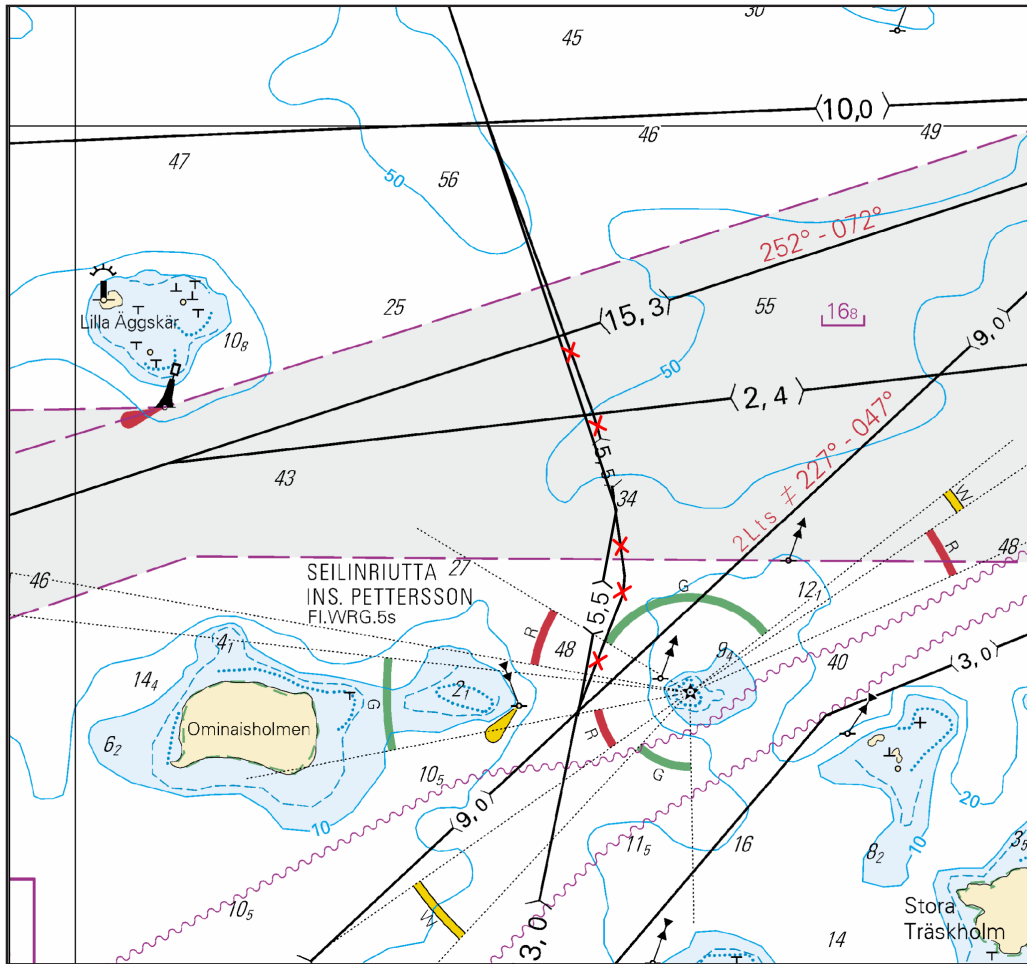 30
45
⟨10,0⟩
46
49
47
50
56
252° - 072°
25
⟨15,3⟩
55
16₈
Lilla Äggskär
10₈
50
⟨9,0⟩
⟨2,4⟩
2Lts ≠ 227° - 047°
43
⟨5,5⟩
34
W
R
48
46
SEILINRIUTTA
INS. PETTERSSON
Fl.WRG.5s
27
G
12₁
R
⟨5,5⟩
48
4₁
9₄
40
⟨3,0⟩
14₄
2₁
G
Ominaisholmen
6₂
R
G
10₅
⟨9,0⟩
10
20
11₅
16
8₂
10
3₅
W
10₅
⟨3,0⟩
14
Stora
Träskholm